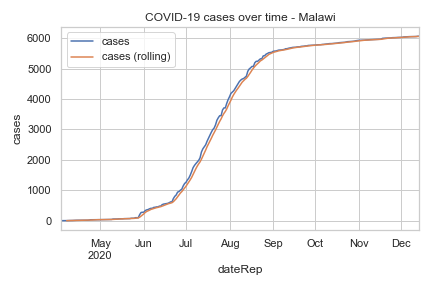 COVID-19 cases over time - Malawi
cases
cases (rolling)
6000
5000
4000
3000
2000
1000
0
cases
May Jun Jul Aug Sep Oct Nov Dec
2020
dateRep